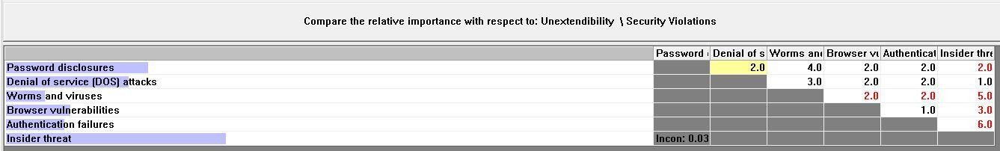 Compare the relative importance with respect to: Unextendibility \ Security Violations
Password Denial of s Worms an Browser vu Authenticat Insider thre
Password disclosures 2.0 4.0 2.0 2.0 2.0
Denial of service (DOS) attacks 3.0 2.0 2.0 1.0
Worms and viruses 2.0 2.0 5.0
Browser vulnerabilities 1.0 3.0
Authentication failures 6.0
Insider threat Incon: 0.03